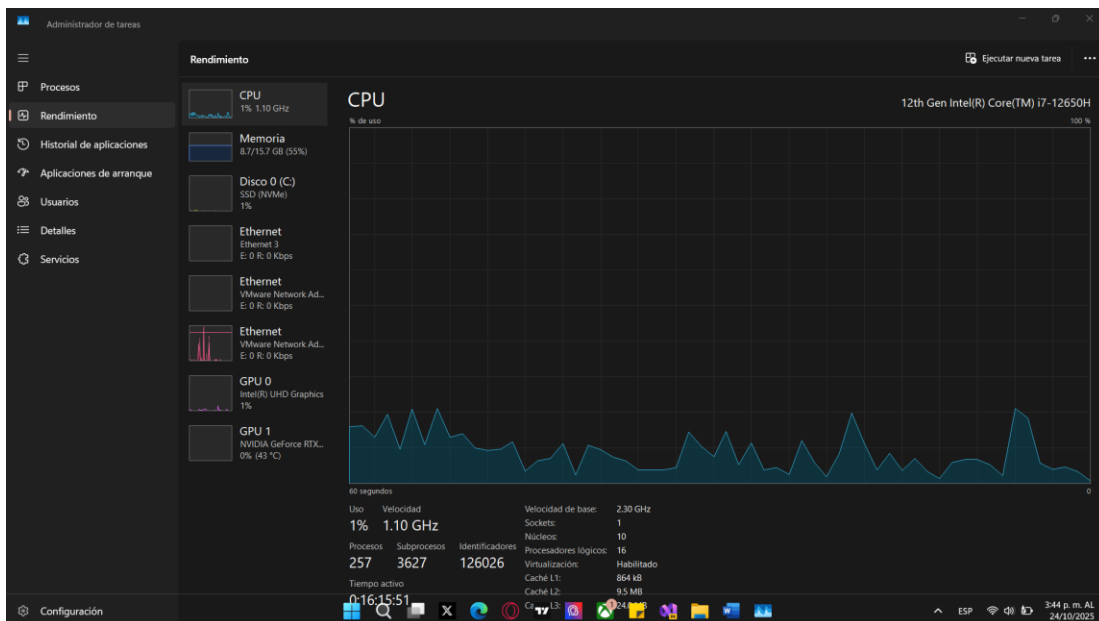 Administrador de tareas
Rendimiento
Ejecutar nueva tarea
Procesos
Rendimiento
Historial de aplicaciones
Aplicaciones de arranque
Usuarios
Detalles
Servicios
Configuración
CPU
1% 1.10 GHz
Memoria
8.7/15.7 GB (55%)
Disco 0 (C:)
SSD (NVMe)
1%
Ethernet
Ethernet 3
E: 0 R: 0 Kbps
Ethernet
VMware Network Ad...
E: 0 R: 0 Kbps
Ethernet
VMware Network Ad...
E: 0 R: 0 Kbps
GPU 0
Intel(R) UHD Graphics
1%
GPU 1
NVIDIA GeForce RTX...
0% (43 °C)
CPU
12th Gen Intel(R) Core(TM) i7-12650H
% de uso
100 %
60 segundos
0
Uso Velocidad
1% 1.10 GHz
Procesos Subprocesos Identificadores
257 3627 126026
Tiempo activo
0:16:15:51
Velocidad de base: 2.30 GHz
Sockets: 1
Núcleos: 10
Procesadores lógicos: 16
Virtualización: Habilitado
Caché L1: 864 kB
Caché L2: 9.5 MB
L3:
ESP
3:44 p. m. AL
24/10/2025